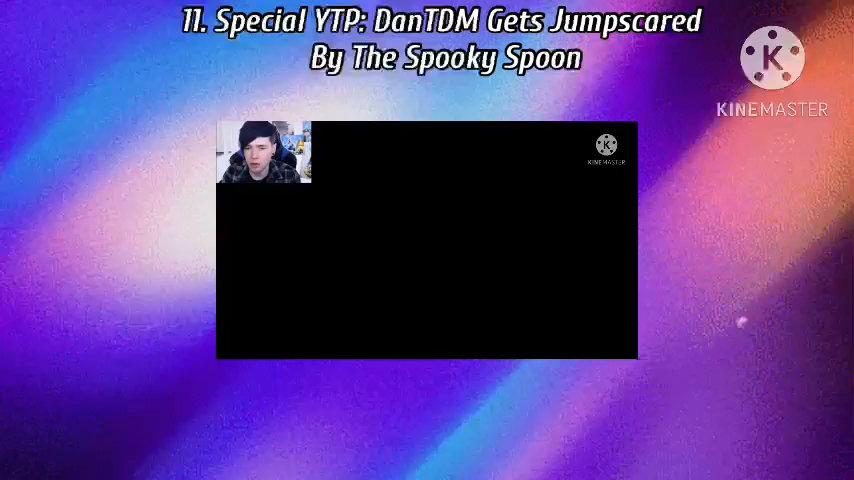 11. Special YTP: DanTDM Gets Jumpscared
By The Spooky Spoon
KINEMASTER
KINEMASTER